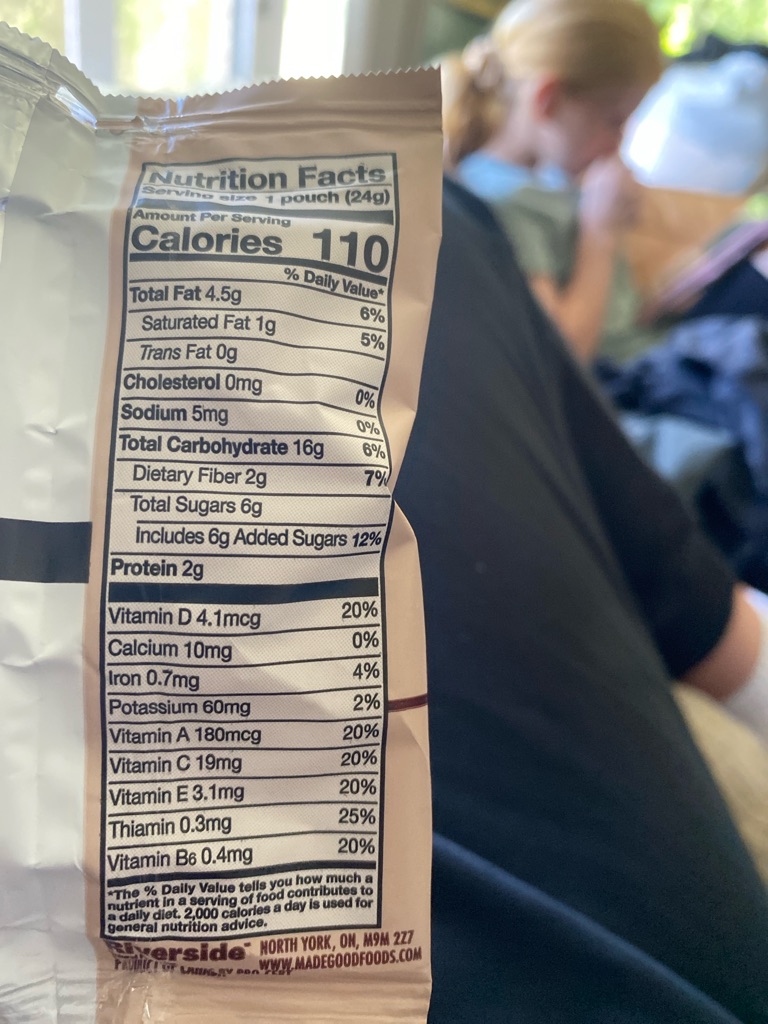 Nutrition Facts
Serving size 1 pouch (24g)
Amount Per Serving
Calories 110
% Daily Value*
Total Fat 4.5g 6%
Saturated Fat 1g 5%
Trans Fat 0g
Cholesterol 0mg 0%
Sodium 5mg 0%
Total Carbohydrate 16g 6%
Dietary Fiber 2g 7%
Total Sugars 6g
Includes 6g Added Sugars 12%
Protein 2g
Vitamin D 4.1mcg 20%
Calcium 10mg 0%
Iron 0.7mg 4%
Potassium 60mg 2%
Vitamin A 180mcg 20%
Vitamin C 19mg 20%
Vitamin E 3.1mg 20%
Thiamin 0.3mg 25%
Vitamin B6 0.4mg 20%
*The % Daily Value tells you how much a
nutrient in a serving of food contributes to
a daily diet. 2,000 calories a day is used for
general nutrition advice.
Riverside NORTH YORK, ON, M9M 2Z7
PRODUCT OF WWW.MADEGOODFOODS.COM